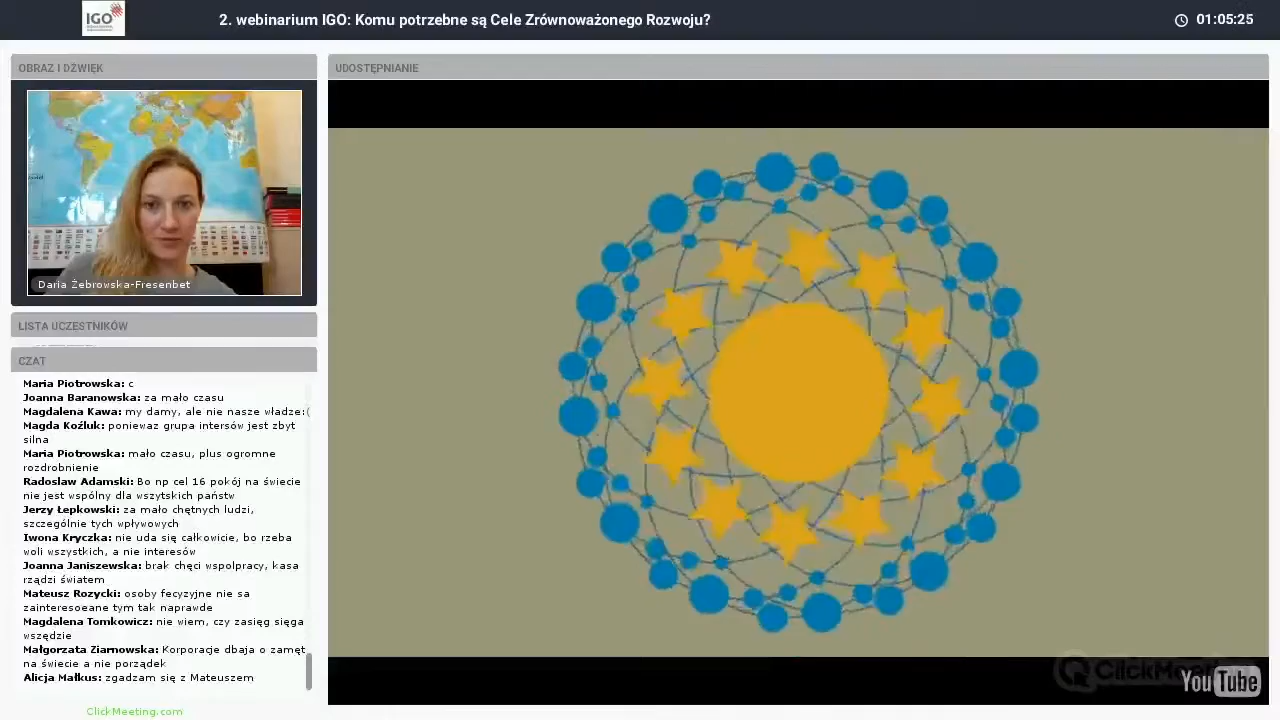 IGO
2. webinarium IGO: Komu potrzebne są Cele Zrównoważonego Rozwoju?
01:05:25
OBRAZ I DŹWIĘK
Daria Żebrowska-Fresenbet
LISTA UCZESTNIKÓW
CZAT
Maria Piotrowska: c
Joanna Baranowska: za mało czasu
Magdalena Kawa: my damy, ale nie nasze władze:(
Magda Koźluk: poniewaz grupa intersów jest zbyt
silna
Maria Piotrowska: mało czasu, plus ogromne
rozdrobnienie
Radoslaw Adamski: Bo np cel 16 pokój na świecie
nie jest wspólny dla wszytskich państw
Jerzy Łepkowski: za mało chętnych ludzi,
szczególnie tych wpływowych
Iwona Kryczka: nie uda się całkowicie, bo rzeba
woli wszystkich, a nie interesów
Joanna Janiszewska: brak chęci wspolpracy, kasa
rządzi światem
Mateusz Rozycki: osoby fecyzyjne nie sa
zainteresoeane tym tak naprawde
Magdalena Tomkowicz: nie wiem, czy zasięg sięga
wszędzie
Małgorzata Ziarnowska: Korporacje dbaja o zamęt
na świecie a nie porządek
Alicja Małkus: zgadzam się z Mateuszem
ClickMeeting.com
UDOSTĘPNIANIE
ClickMeeting
YouTube